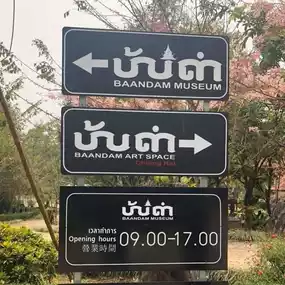 บ้านดำ
BAANDAM MUSEUM
บ้านดำ
BAANDAM ART SPACE
Chiang Rai
บ้านดำ
BAANDAM MUSEUM
เวลาทำการ
Opening hours 09.00-17.00
營業時間